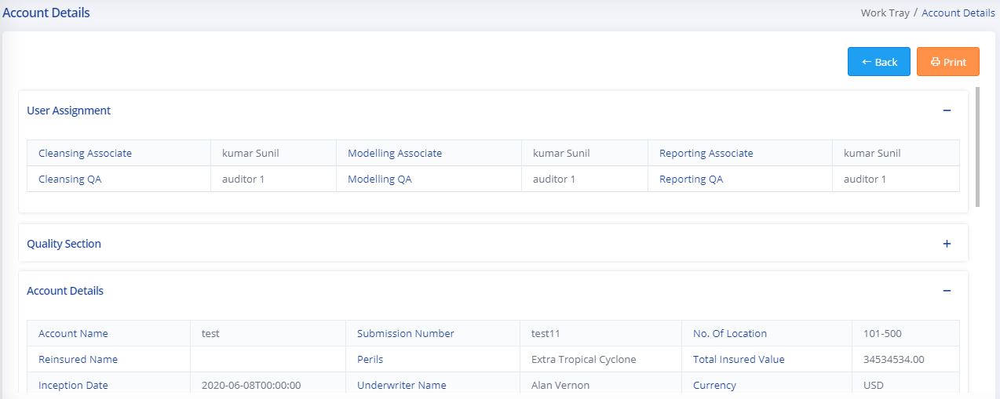 Account Details
Work Tray / Account Details
← Back
Print
User Assignment
Cleansing Associate kumar Sunil Modelling Associate kumar Sunil Reporting Associate kumar Sunil
Cleansing QA auditor 1 Modelling QA auditor 1 Reporting QA auditor 1
Quality Section
Account Details
Account Name test Submission Number test11 No. Of Location 101-500
Reinsured Name Perils Extra Tropical Cyclone Total Insured Value 34534534.00
Inception Date 2020-06-08T00:00:00 Underwriter Name Alan Vernon Currency USD